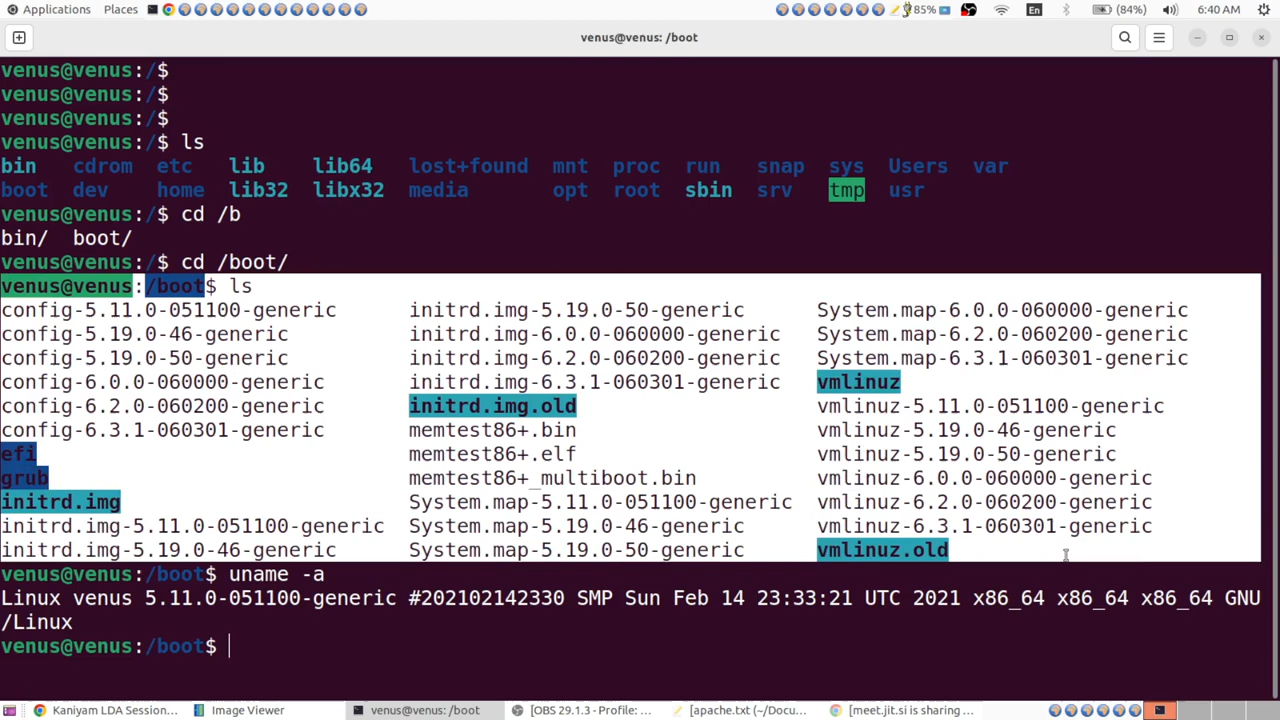 Applications Places 85% En (84%) 6:40 AM
venus@venus: /boot
venus@venus:/$
venus@venus:/$
venus@venus:/$
venus@venus:/$ ls
bin cdrom etc lib lib64 lost+found mnt proc run snap sys Users var
boot dev home lib32 libx32 media opt root sbin srv tmp usr
venus@venus:/$ cd /b
bin/ boot/
venus@venus:/$ cd /boot/
venus@venus:/boot$ ls
config-5.11.0-051100-generic initrd.img-5.19.0-50-generic System.map-6.0.0-060000-generic
config-5.19.0-46-generic initrd.img-6.0.0-060000-generic System.map-6.2.0-060200-generic
config-5.19.0-50-generic initrd.img-6.2.0-060200-generic System.map-6.3.1-060301-generic
config-6.0.0-060000-generic initrd.img-6.3.1-060301-generic vmlinuz
config-6.2.0-060200-generic initrd.img.old vmlinuz-5.11.0-051100-generic
config-6.3.1-060301-generic memtest86+.bin vmlinuz-5.19.0-46-generic
efi memtest86+.elf vmlinuz-5.19.0-50-generic
grub memtest86+_multiboot.bin vmlinuz-6.0.0-060000-generic
initrd.img System.map-5.11.0-051100-generic vmlinuz-6.2.0-060200-generic
initrd.img-5.11.0-051100-generic System.map-5.19.0-46-generic vmlinuz-6.3.1-060301-generic
initrd.img-5.19.0-46-generic System.map-5.19.0-50-generic vmlinuz.old
venus@venus:/boot$ uname -a
Linux venus 5.11.0-051100-generic #202102142330 SMP Sun Feb 14 23:33:21 UTC 2021 x86_64 x86_64 x86_64 GNU
/Linux
venus@venus:/boot$
Kaniyam LDA Session... Image Viewer venus@venus: /boot [OBS 29.1.3 - Profile: ... [apache.txt (~/Docu... [meet.jit.si is sharing ...